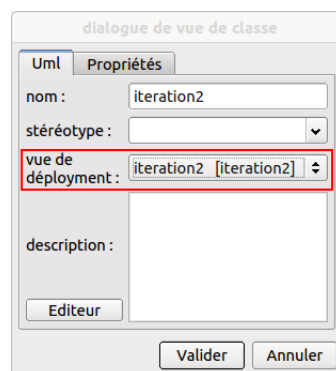 dialogue de vue de classe
Uml Propriétés
nom : iteration2
stéréotype :
vue de
déployment : iteration2 [iteration2]
description :
Editeur
Valider Annuler